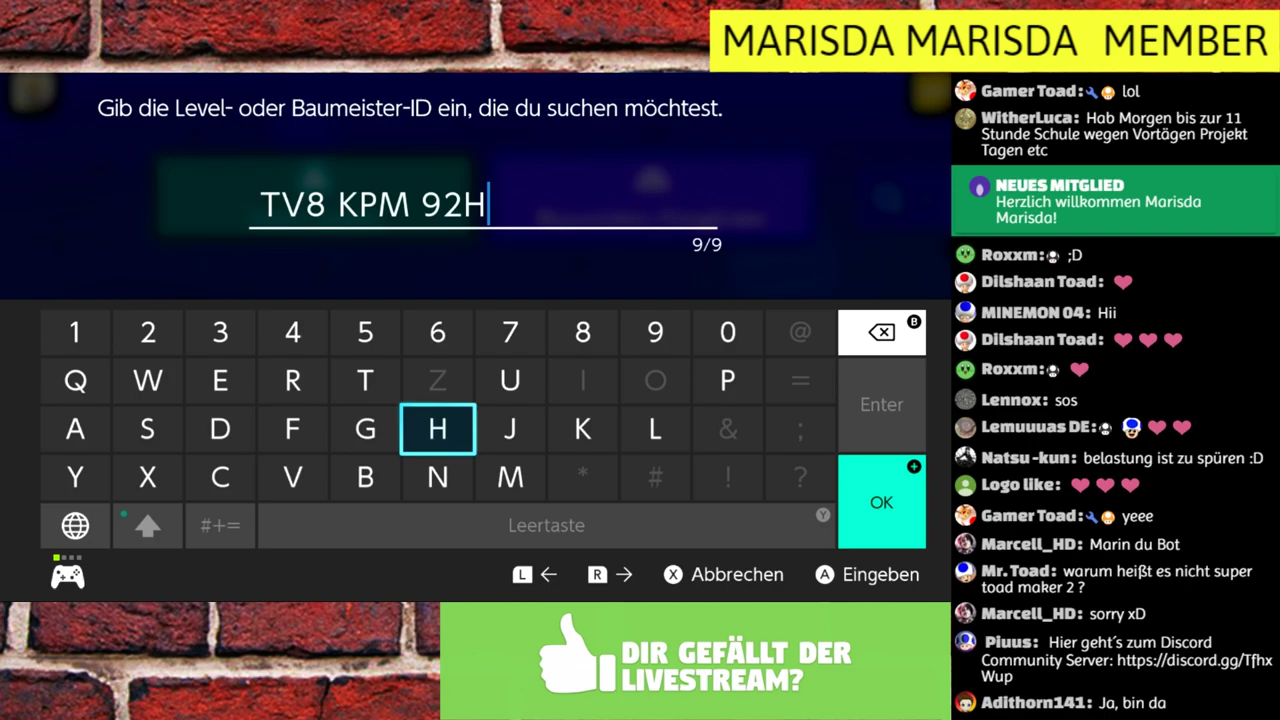 MARISDA MARISDA MEMBER
Gib die Level- oder Baumeister-ID ein, die du suchen möchtest.
TV8 KPM 92H
9/9
1 2 3 4 5 6 7 8 9 0 @ B
Q W E R T Z U I O P =
Enter
A S D F G H J K L & ;
Y X C V B N M * # ! ?
+
OK
#+= Leertaste Y
L ← R → X Abbrechen A Eingeben
DIR GEFÄLLT DER
LIVESTREAM?
Gamer Toad: lol
WitherLuca: Hab Morgen bis zur 11
Stunde Schule wegen Vortägen Projekt
Tagen etc
NEUES MITGLIED
Herzlich willkommen Marisda
Marisda!
Roxxm: ;D
Dilshaan Toad:
MINEMON 04: Hii
Dilshaan Toad:
Roxxm:
Lennox: sos
Lemuuuas DE:
Natsu-kun: belastung ist zu spüren :D
Logo like:
Gamer Toad: yeee
Marcell_HD: Marin du Bot
Mr. Toad: warum heißt es nicht super
toad maker 2 ?
Marcell_HD: sorry xD
Piuus: Hier geht´s zum Discord
Community Server: https://discord.gg/Tfhx
Wup
Adithorn141: Ja, bin da